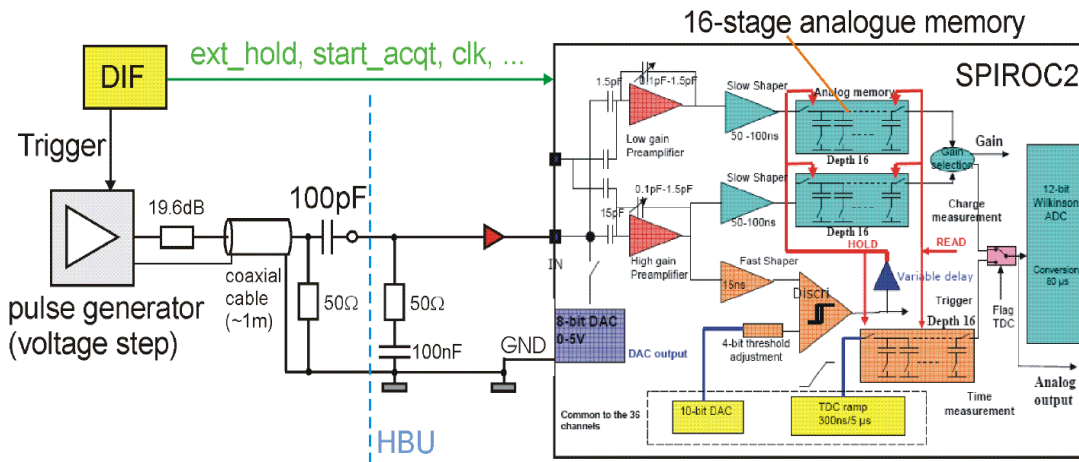 16-stage analogue memory
ext_hold, start_acqt, clk, ...
SPIROC2
DIF
Trigger
19.6dB
100pF
coaxial
cable
(~1m)
50Ω
50Ω
100nF
GND
pulse generator
(voltage step)
HBU
1.5pF
0.1pF-1.5pF
Low gain
Preamplifier
Slow Shaper
50 -100ns
Analog memory
Depth 16
15pF
0.1pF-1.5pF
High gain
Preamplifier
Slow Shaper
50-100ns
Depth 16
Gain
selection
Gain
Charge
measurement
12-bit
Wilkinson
ADC
Conversion
80 µs
HOLD
READ
IN
Fast Shaper
15ns
Discri
Variable delay
Trigger
Depth 16
Flag
TDC
8-bit DAC
0-5V
DAC output
4-bit threshold
adjustment
Time
measurement
Analog
output
Common to the 36
channels
10-bit DAC
TDC ramp
300ns/5 µs